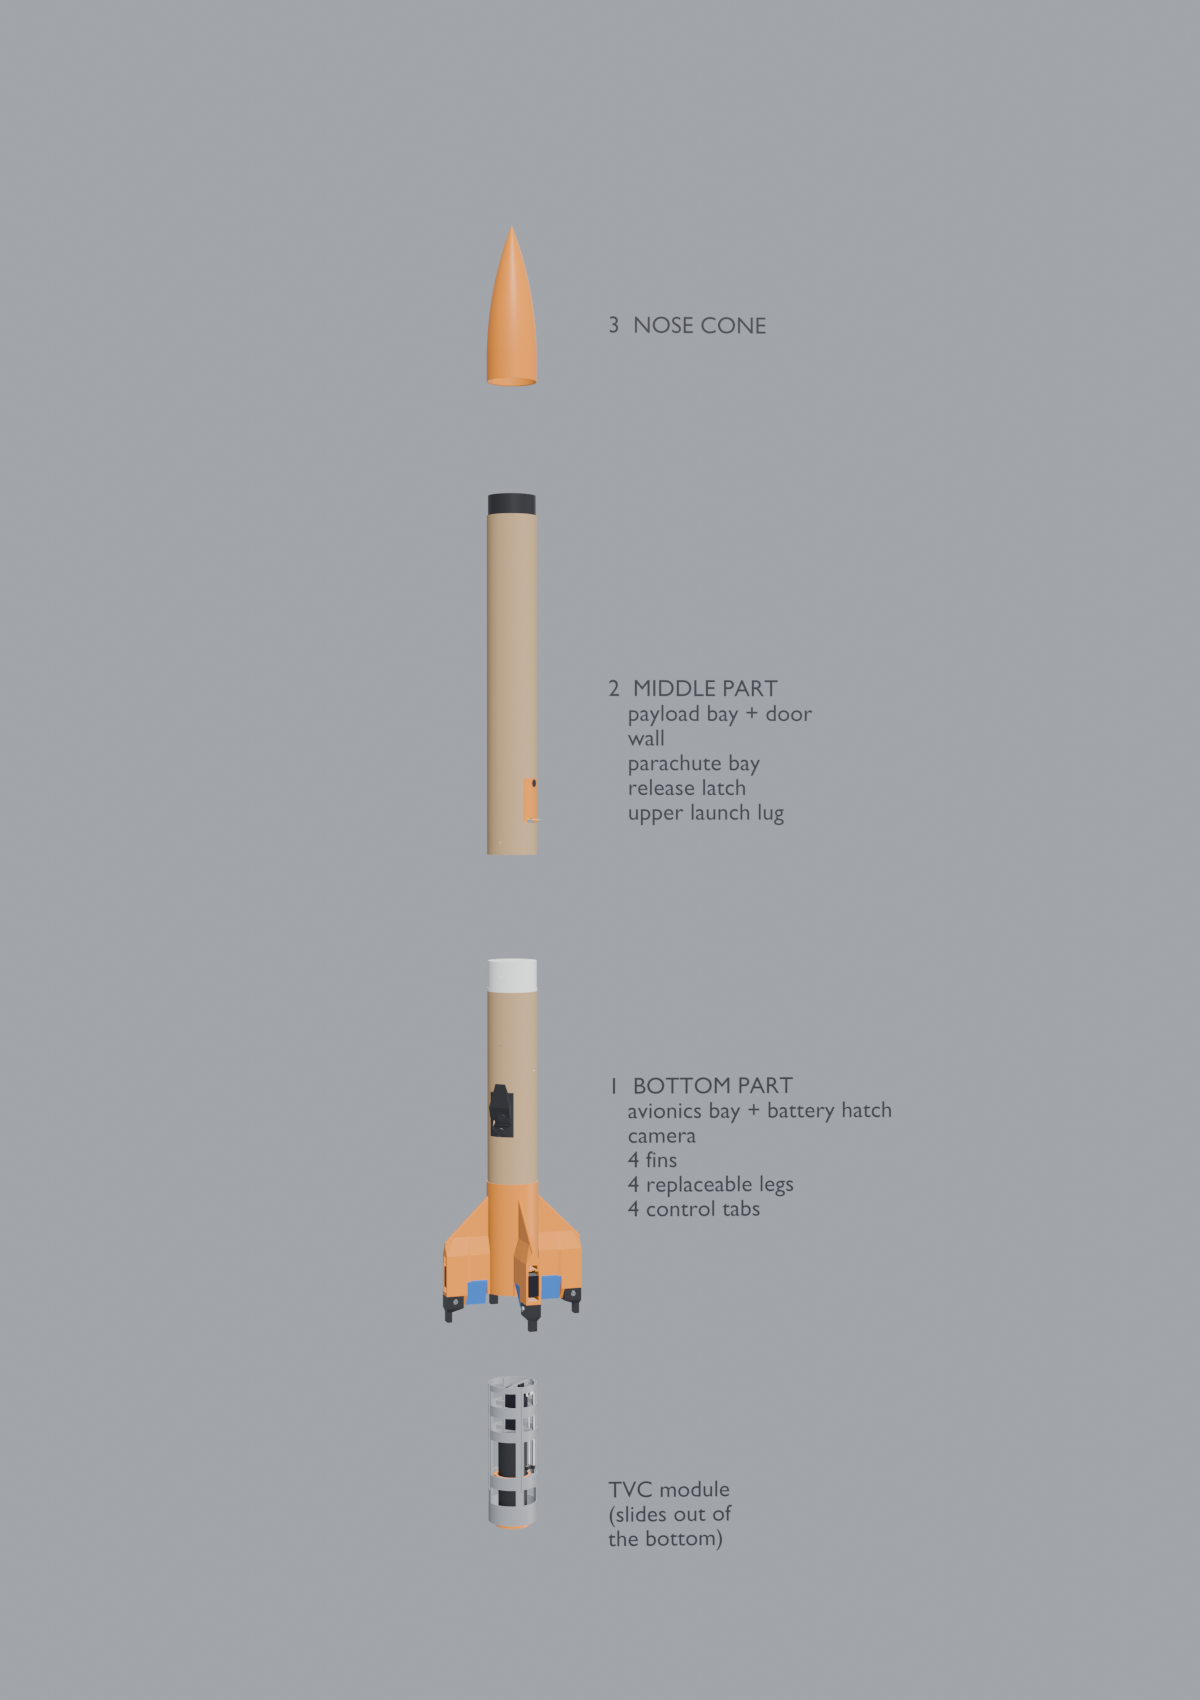 3 NOSE CONE
2 MIDDLE PART
payload bay + door
wall
parachute bay
release latch
upper launch lug
1 BOTTOM PART
avionics bay + battery hatch
camera
4 fins
4 replaceable legs
4 control tabs
TVC module
(slides out of
the bottom)